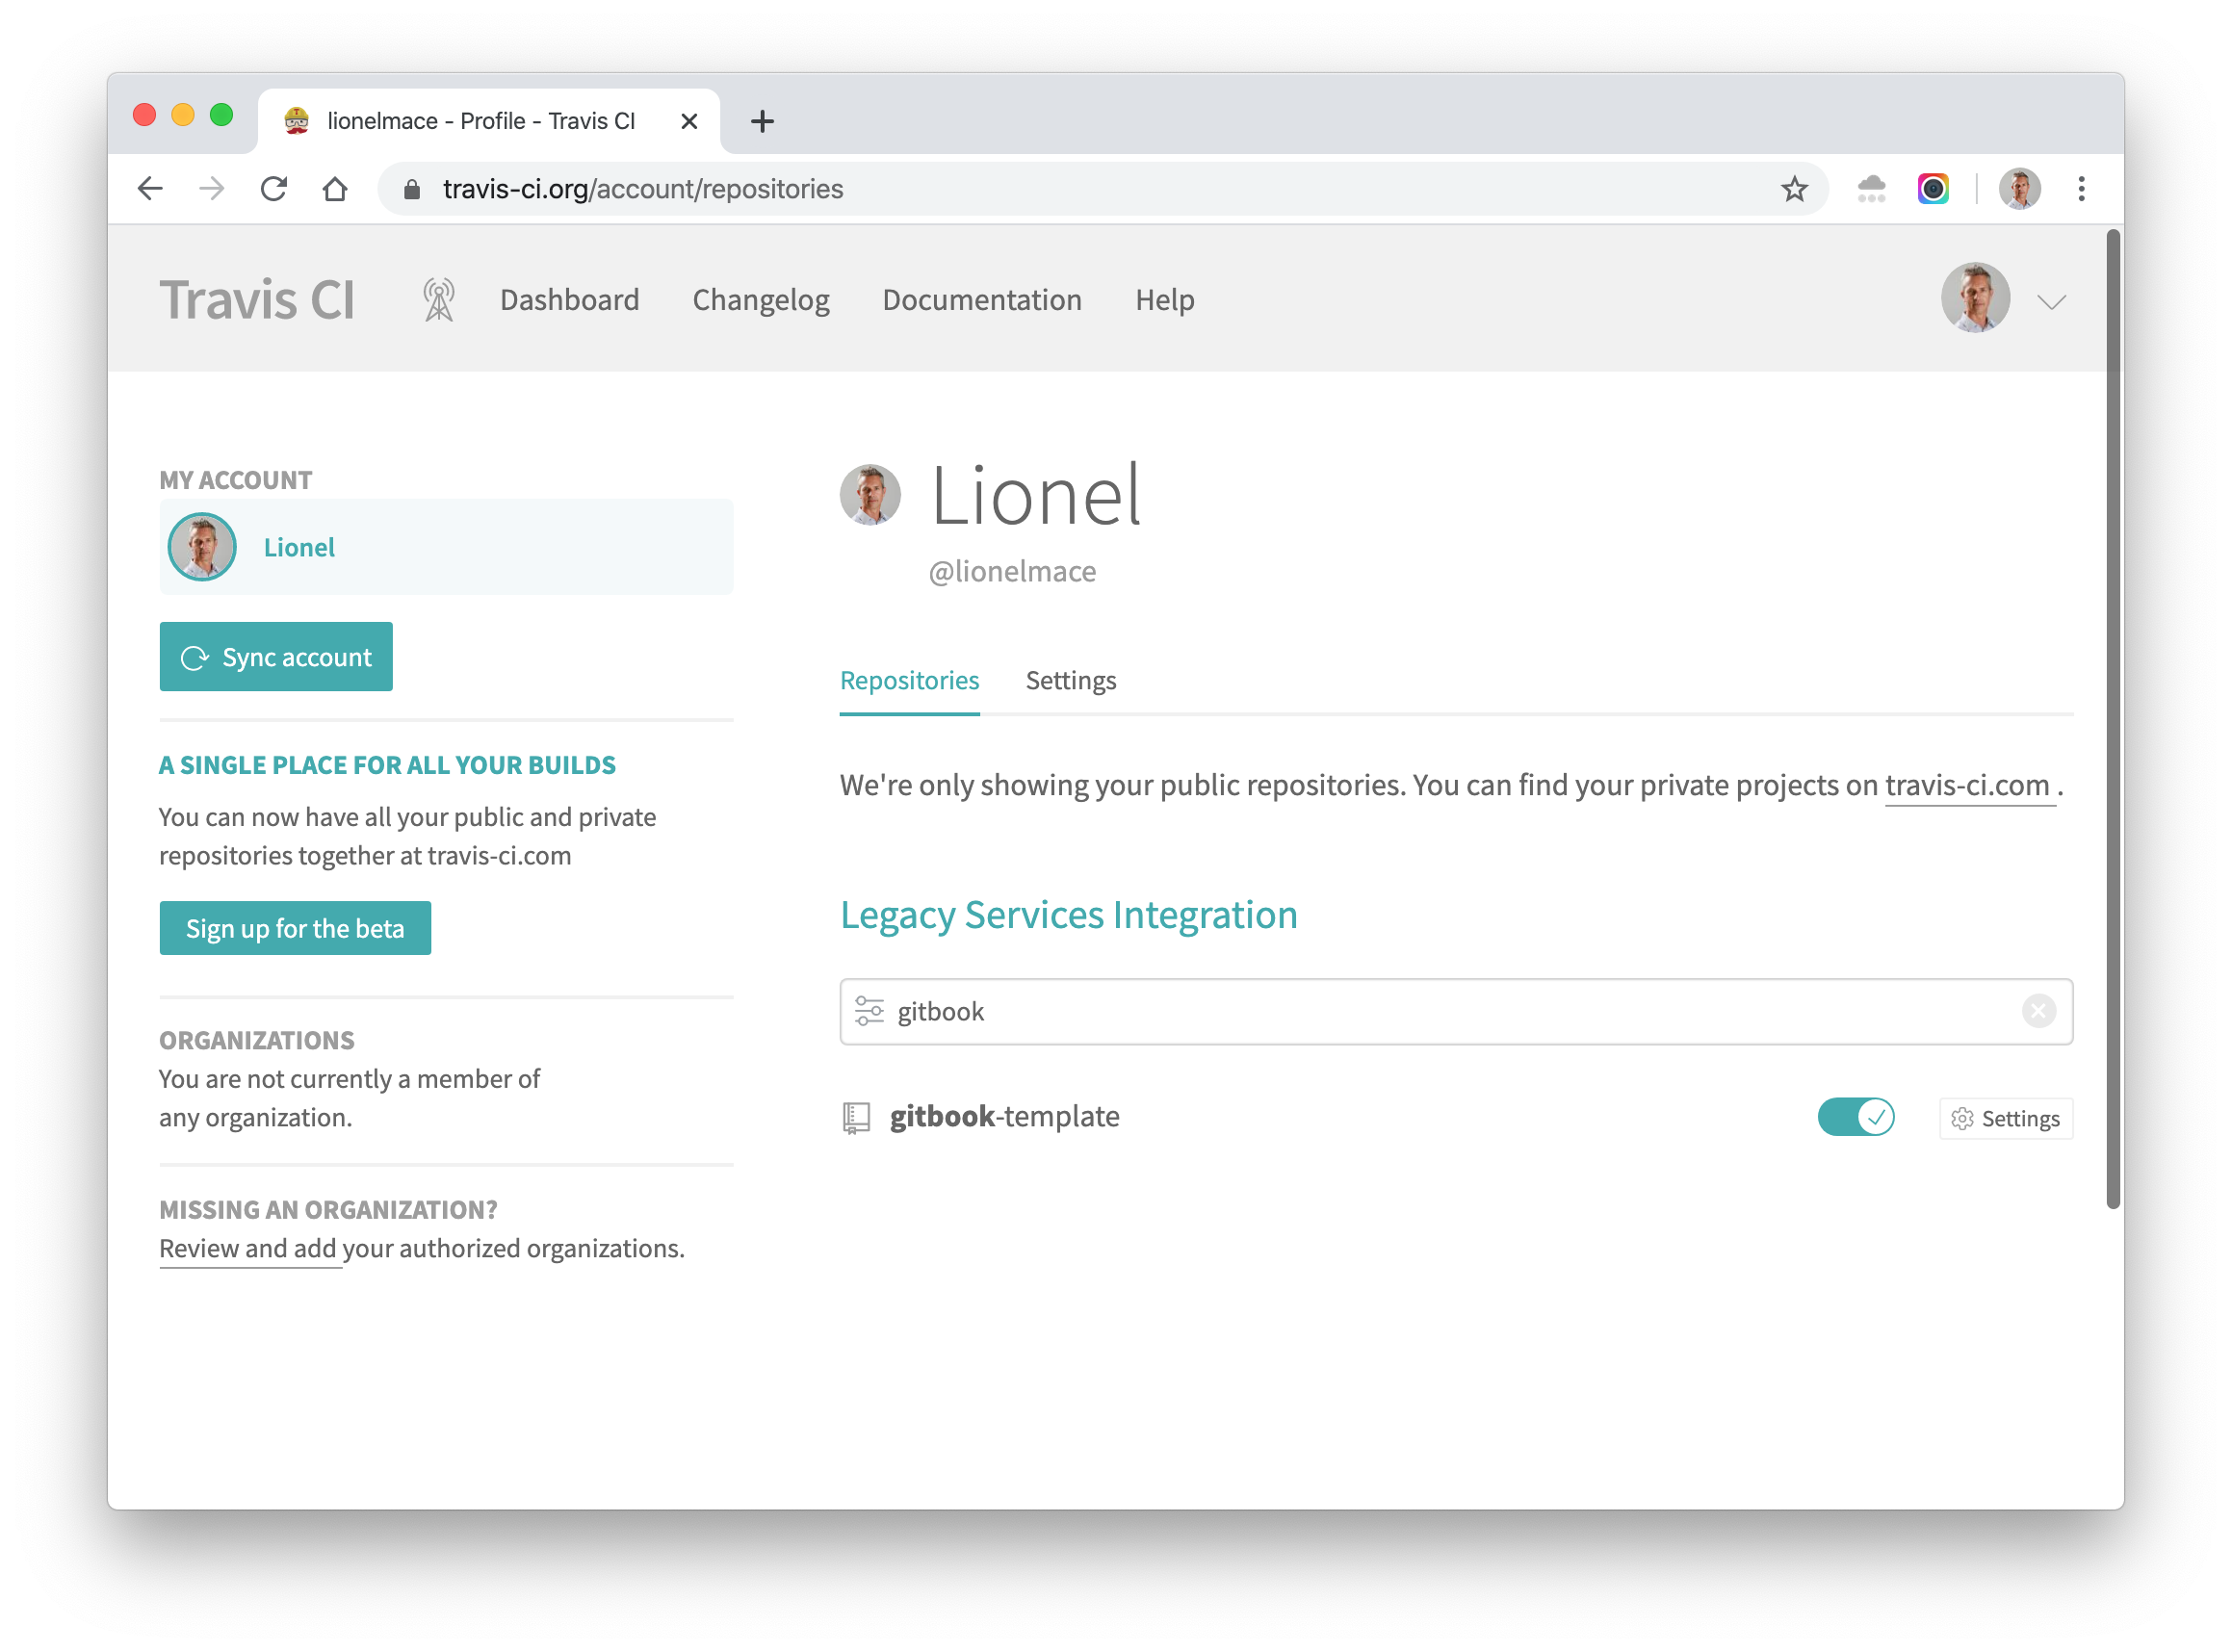 lionelmace - Profile - Travis CI
travis-ci.org/account/repositories
Travis CI
Dashboard
Changelog
Documentation
Help
MY ACCOUNT
Lionel
Sync account
A SINGLE PLACE FOR ALL YOUR BUILDS
You can now have all your public and private
repositories together at travis-ci.com
Sign up for the beta
ORGANIZATIONS
You are not currently a member of
any organization.
MISSING AN ORGANIZATION?
Review and add your authorized organizations.
Lionel
@lionelmace
Repositories
Settings
We're only showing your public repositories. You can find your private projects on travis-ci.com .
Legacy Services Integration
gitbook
gitbook-template
Settings